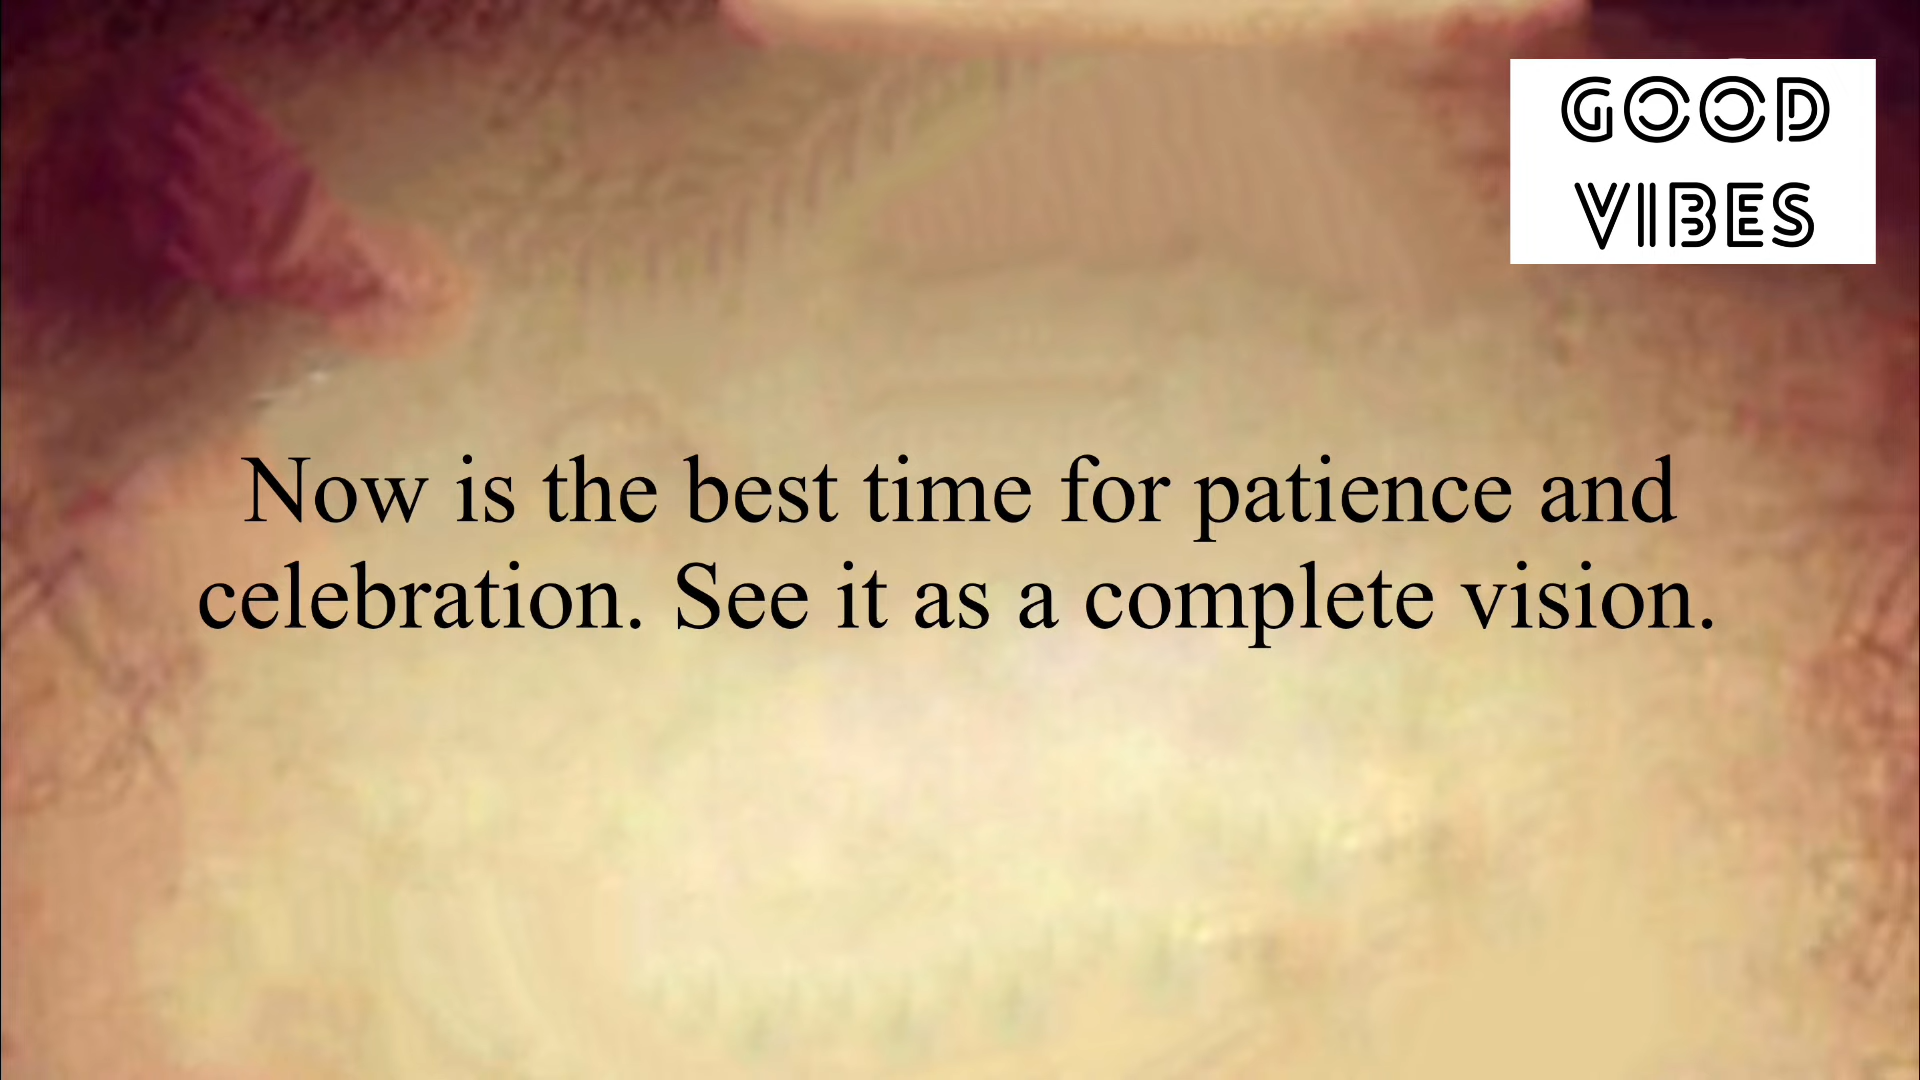 GOOD
VIBES
Now is the best time for patience and
celebration. See it as a complete vision.